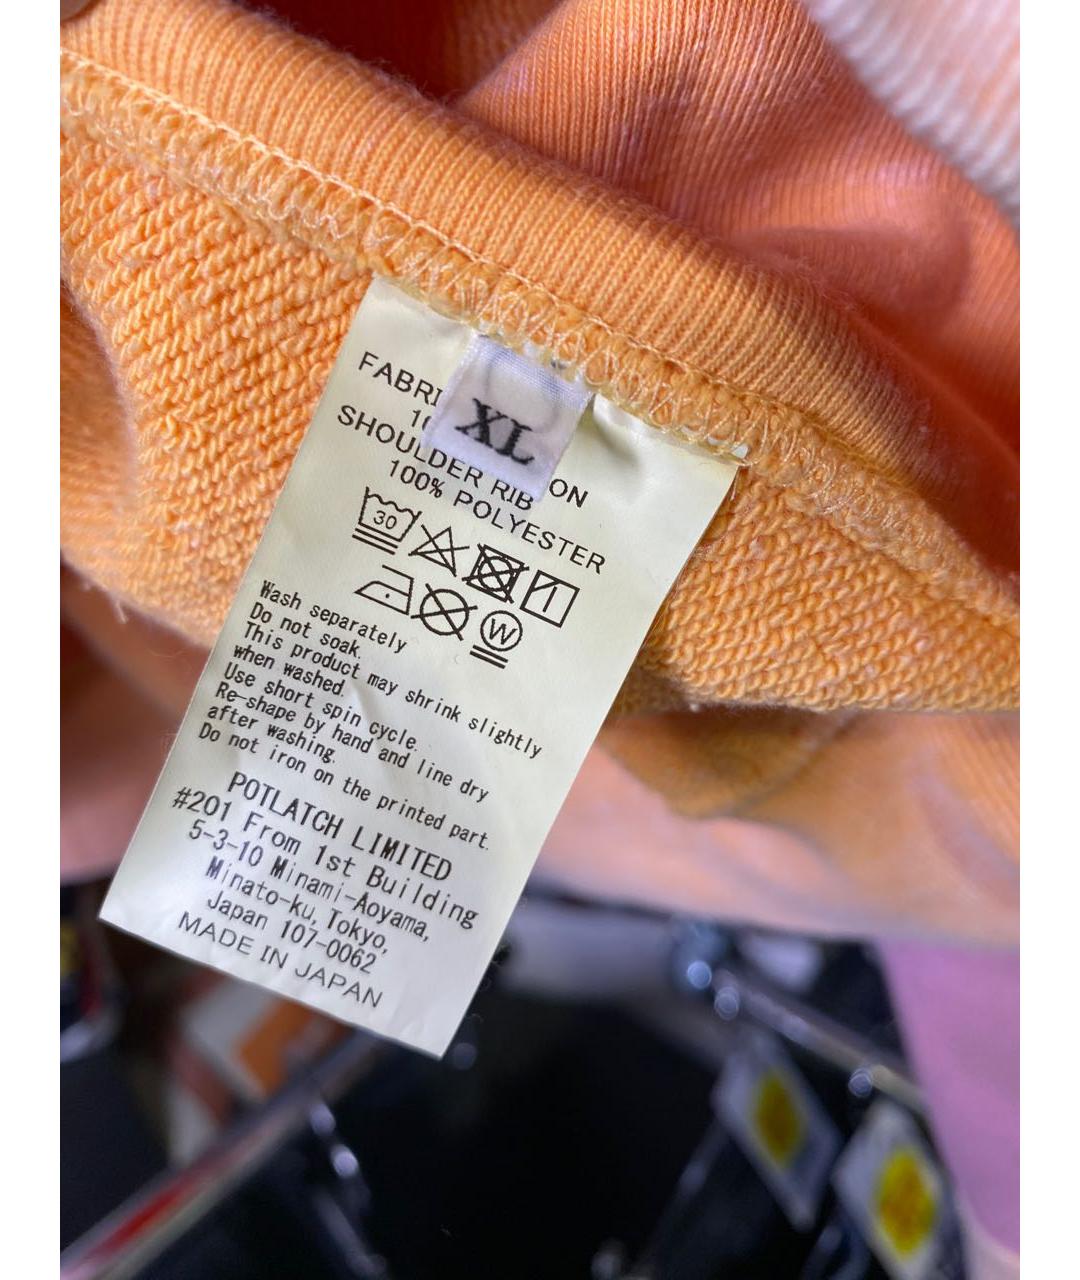 XL
SHOULDER RIB
100% POLYESTER
30
W
Wash separately
Do not soak.
This product may shrink slightly
when washed.
Use short spin cycle.
Re-shape by hand and line dry
after washing.
Do not iron on the printed part.
POTLATCH LIMITED
#201 From 1st Building
5-3-10 Minami-Aoyama,
Minato-ku, Tokyo,
Japan 107-0062
MADE IN JAPAN